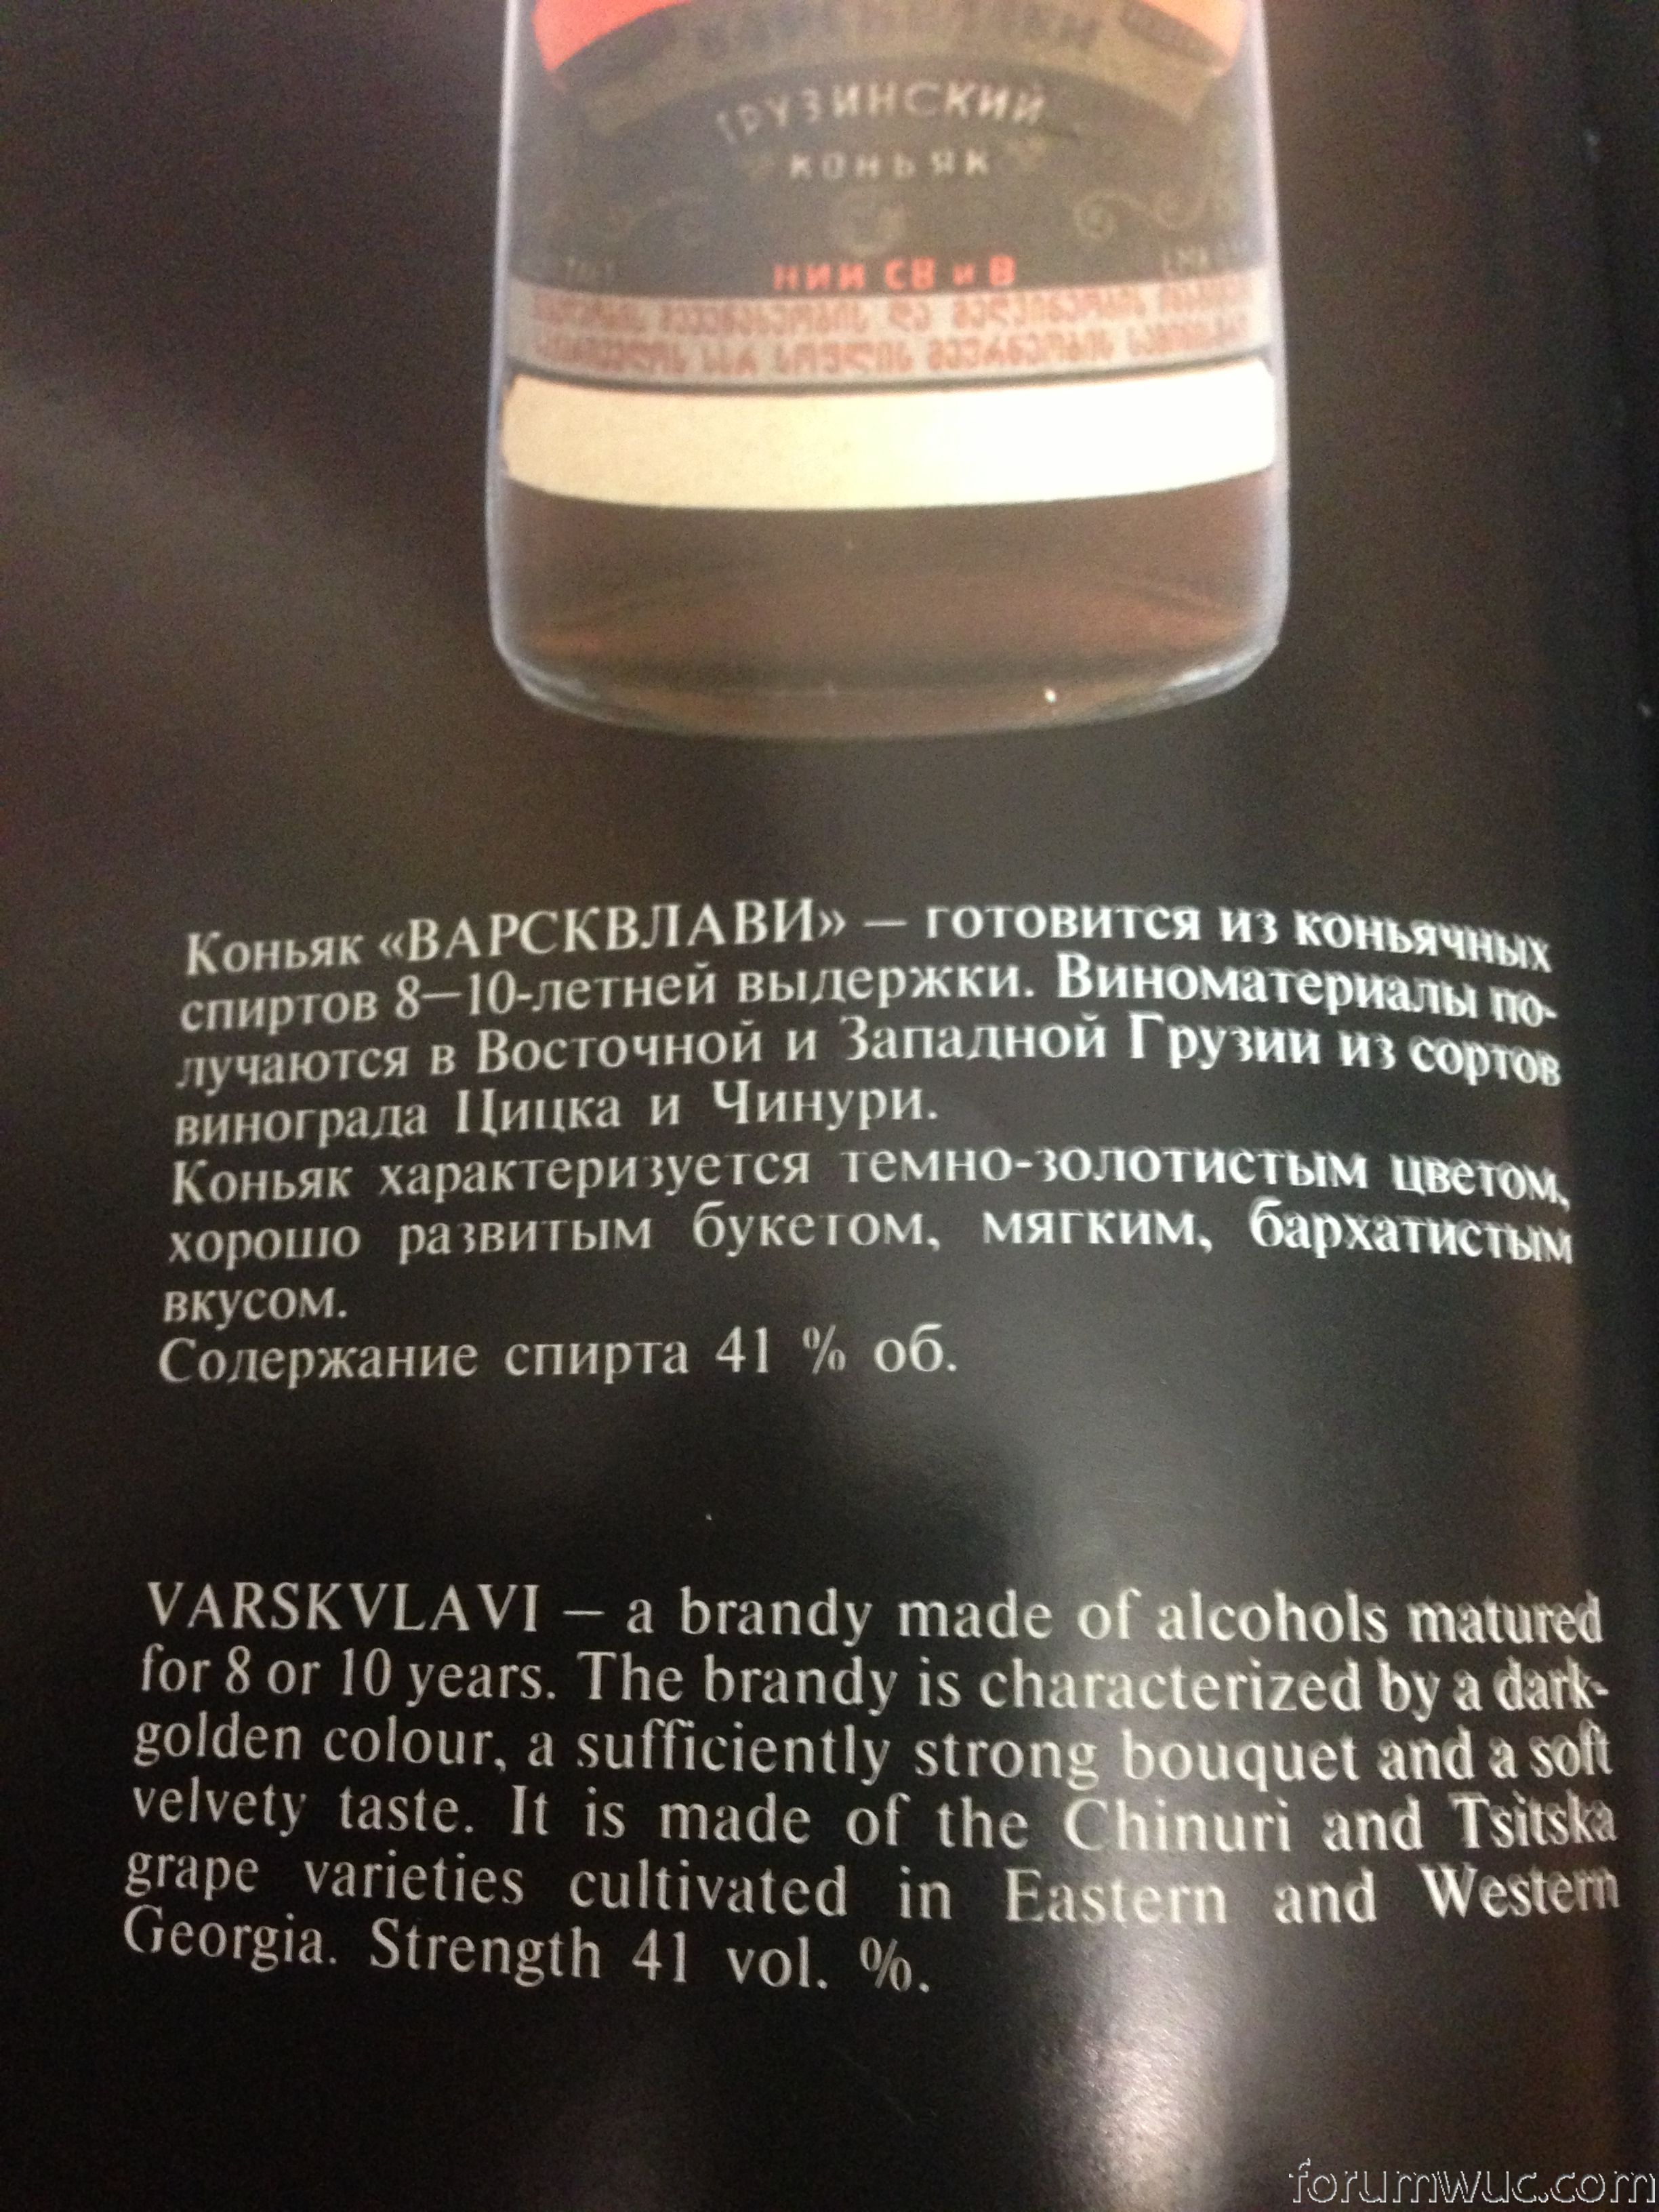 ГРУЗИНСКИЙ
КОНЬЯК
НИИ СВ и В
Коньяк «ВАРСКВЛАВИ» — готовится из коньячных
спиртов 8—10-летней выдержки. Виноматериалы по-
лучаются в Восточной и Западной Грузии из сортов
винограда Цицка и Чинури.
Коньяк характеризуется темно-золотистым цветом,
хорошо развитым букетом, мягким, бархатистым
вкусом.
Содержание спирта 41 % об.
VARSKVLAVI — a brandy made of alcohols matured
for 8 or 10 years. The brandy is characterized by a dark-
golden colour, a sufficiently strong bouquet and a soft
velvety taste. It is made of the Chinuri and Tsitska
grape varieties cultivated in Eastern and Western
Georgia. Strength 41 vol. %.
forumwuc.com